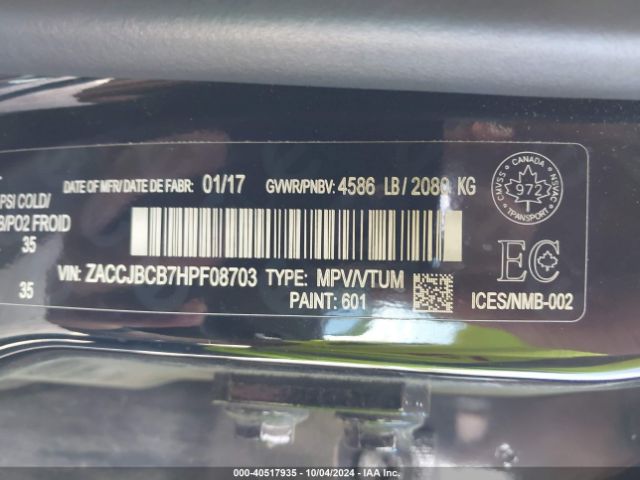 DATE OF MFR/DATE DE FABR: 01/17 GVWR/PNBV: 4586 LB / 2080 KG
PSI COLD/
/PO2 FROID
35
VIN: ZACCJBCB7HPF08703 TYPE: MPV/VTUM
35
PAINT: 601
CANADA
CMVSS 972 NSVAC
TRANSPORT
EC
ICES/NMB-002
000-40517935 - 10/04/2024 - IAA Inc.